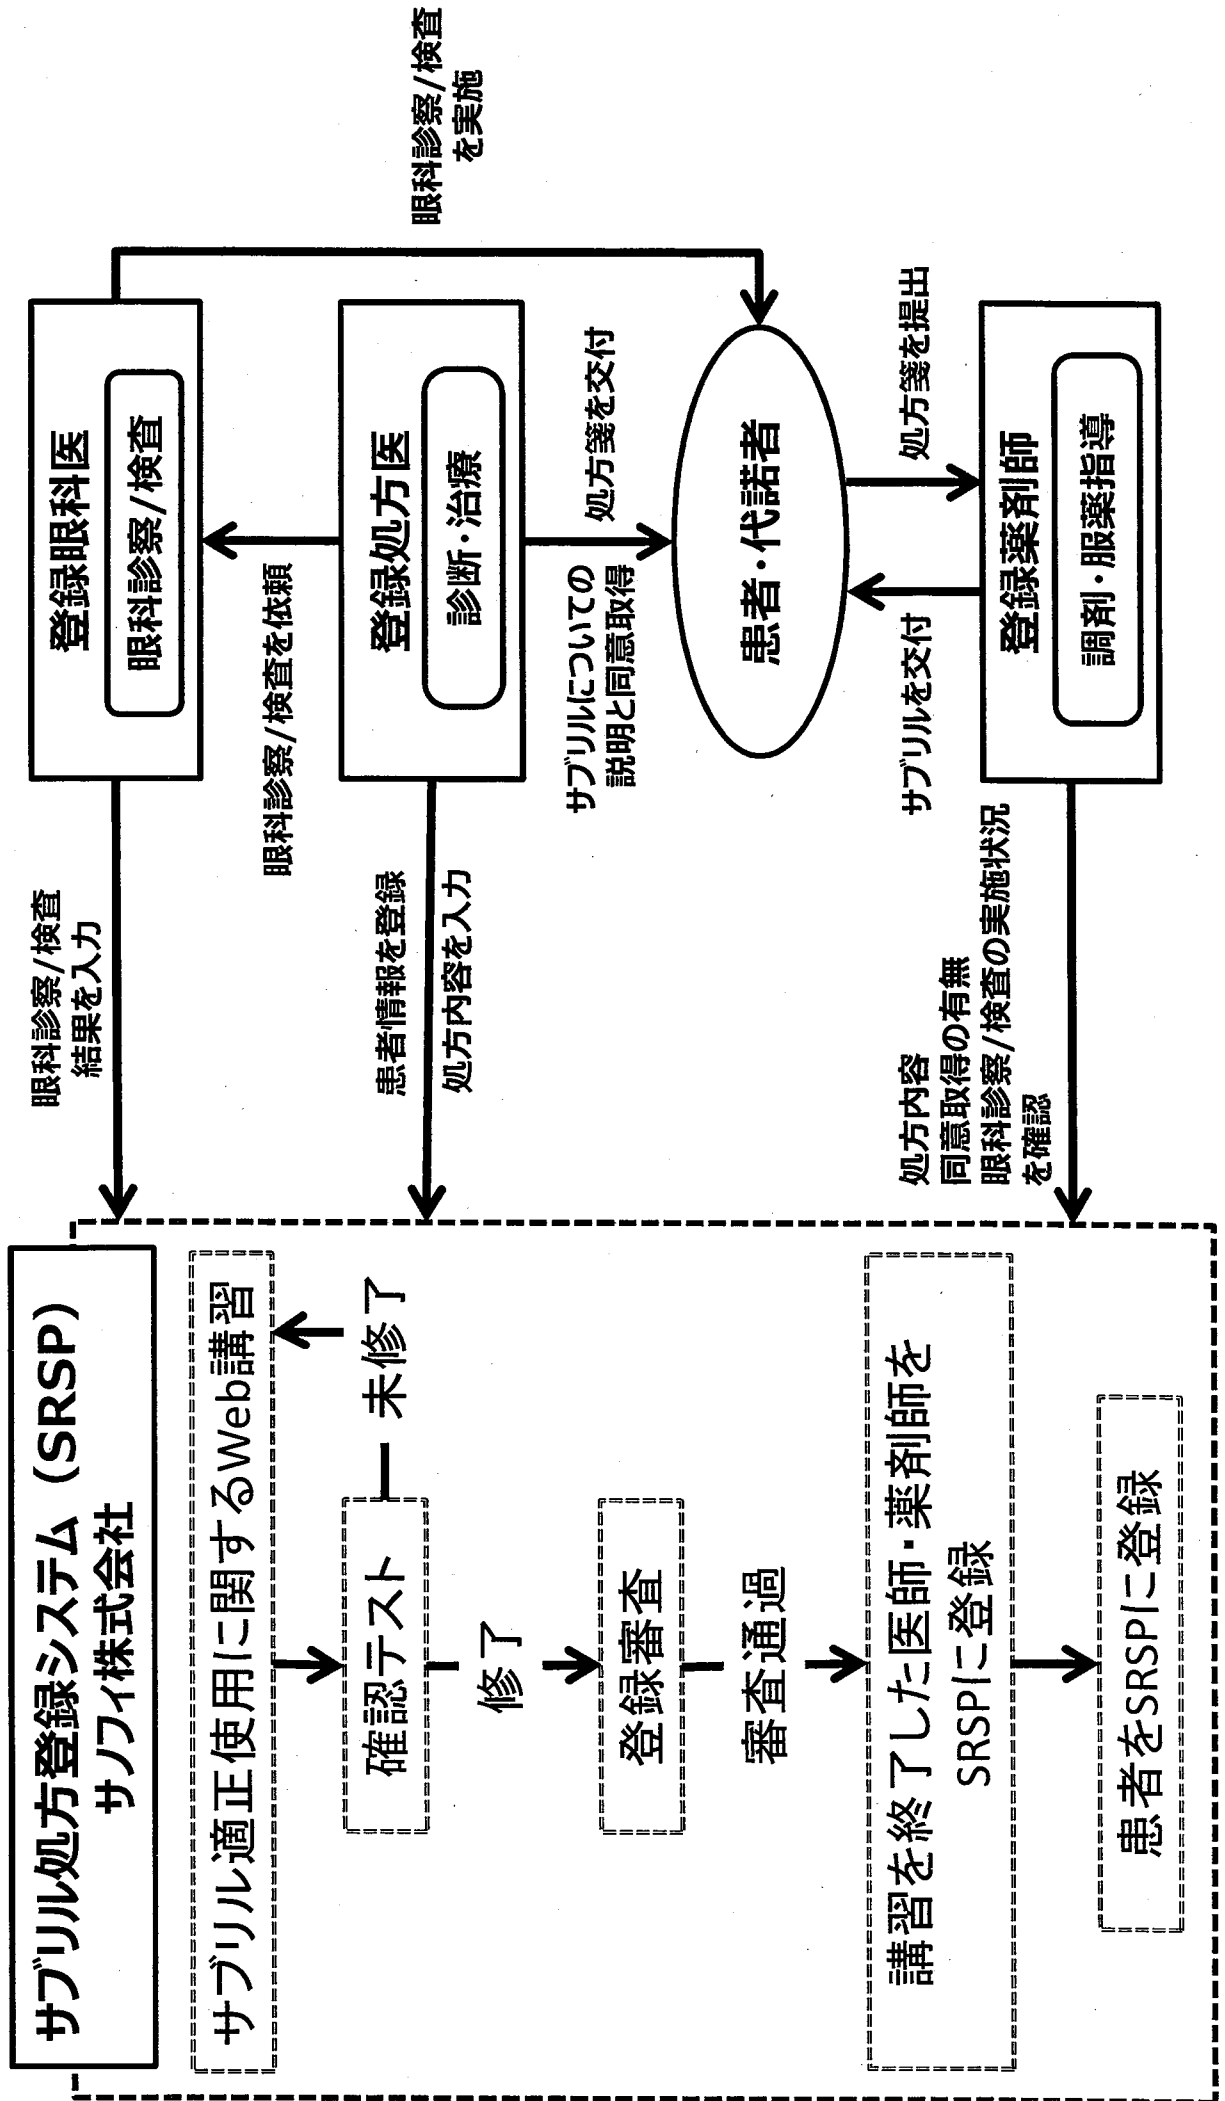 サブリル処方登録システム（SRSP）
サノフィ株式会社
サブリル適正使用に関するWeb講習
確認テスト
未修了
修了
登録審査
審査通過
講習を終了した医師・薬剤師を
SRSPに登録
患者をSRSPに登録
眼科診察/検査
結果を入力
登録眼科医
眼科診察/検査
眼科診察/検査
を実施
眼科診察/検査を依頼
患者情報を登録
処方内容を入力
登録処方医
診断・治療
サブリルについての
説明と同意取得
処方箋を交付
患者・代諾者
サブリルを交付
処方箋を提出
処方内容
同意取得の有無
眼科診察/検査の実施状況
を確認
登録薬剤師
調剤・服薬指導